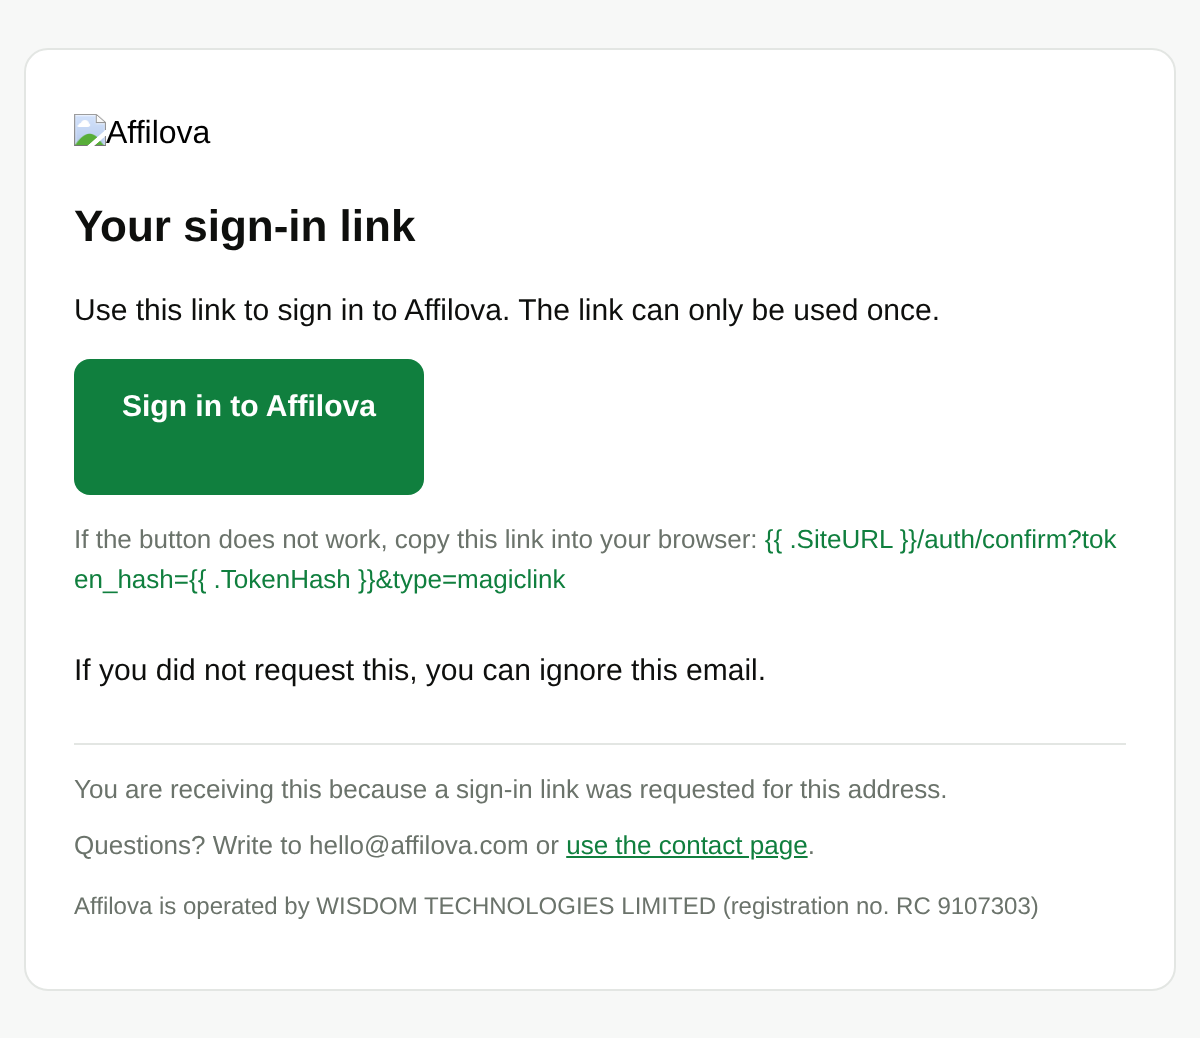 Affilova
Your sign-in link
Use this link to sign in to Affilova. The link can only be used once.
Sign in to Affilova
If the button does not work, copy this link into your browser: {{ .SiteURL }}/auth/confirm?tok
en_hash={{ .TokenHash }}&type=magiclink
If you did not request this, you can ignore this email.
You are receiving this because a sign-in link was requested for this address.
Questions? Write to hello@affilova.com or use the contact page.
Affilova is operated by WISDOM TECHNOLOGIES LIMITED (registration no. RC 9107303)